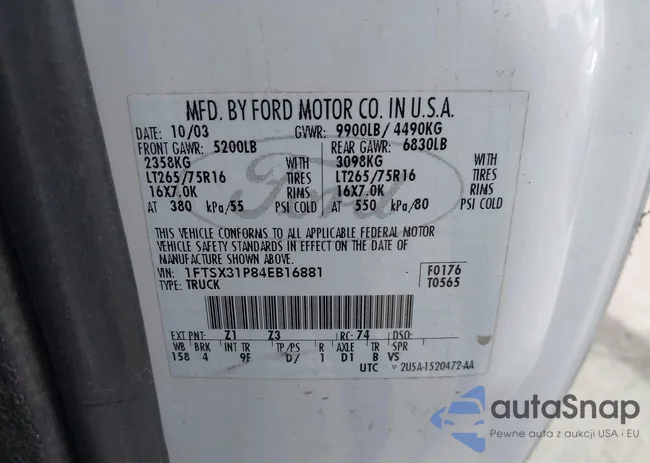 MFD. BY FORD MOTOR CO. IN U.S.A.
DATE: 10/03 GVWR: 9900LB/ 4490KG
FRONT GAWR: 5200LB REAR GAWR: 6830LB
2358KG WITH 3098KG WITH
LT265/75R16 TIRES LT265/75R16 TIRES
16X7.0K RIMS 16X7.0K RIMS
AT 380 kPa/55 PSI COLD AT 550 kPa/80 PSI COLD
Ford
THIS VEHICLE CONFORMS TO ALL APPLICABLE FEDERAL MOTOR
VEHICLE SAFETY STANDARDS IN EFFECT ON THE DATE OF
MANUFACTURE SHOWN ABOVE.
VIN: 1FTSX31P84EB16881 F0176
TYPE: TRUCK T0565
EXT PNT: Z1 Z3 RC: 74 DSO:
WB BRK INT TR TP/PS R AXLE TR SPR
158 4 9F D/ 1 D1 B VS
UTC 2U5A-1520472-AA
autaSnap
Pewne auta z aukcji USA i EU